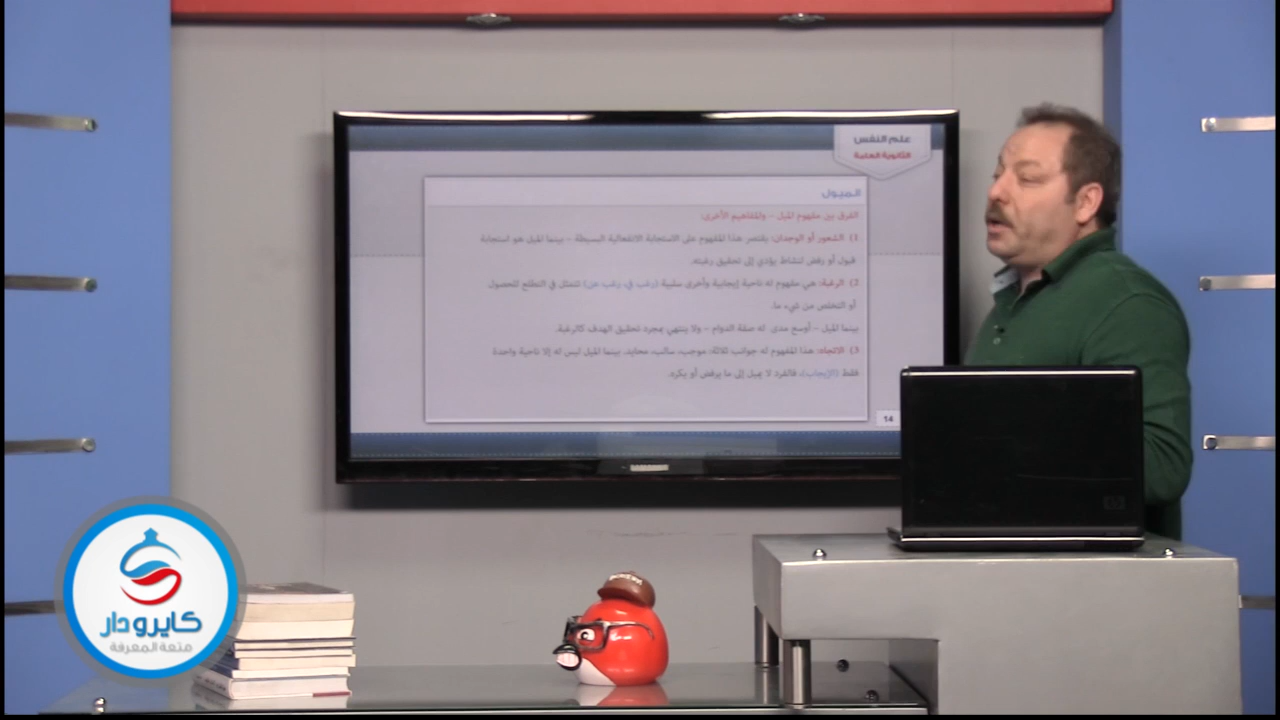 علم النفس
الثانوية العامة
الميول
الفرق بين مفهوم الميل – والمفاهيم الأخرى:
1) الشعور أو الوجدان: يقتصر هذا المفهوم على الاستجابة الانفعالية البسيطة – بينما الميل هو استجابة
قبول أو رفض لنشاط يؤدي إلى تحقيق رغبته.
2) الرغبة: هي مفهوم له ناحية إيجابية وأخرى سلبية (رغب في، رغب عن) تتمثل في التطلع للحصول
أو التخلص من شيء ما.
بينما الميل – أوسع مدى له صفة الدوام – ولا ينتهي بمجرد تحقيق الهدف كالرغبة.
3) الاتجاه: هذا المفهوم له جوانب ثلاثة: موجب، سالب، محايد. بينما الميل ليس له إلا ناحية واحدة
فقط (الإيجاب)، فالفرد لا يميل إلى ما يرفض أو يكره.
14
SAMSUNG
كايرودار
متعة المعرفة